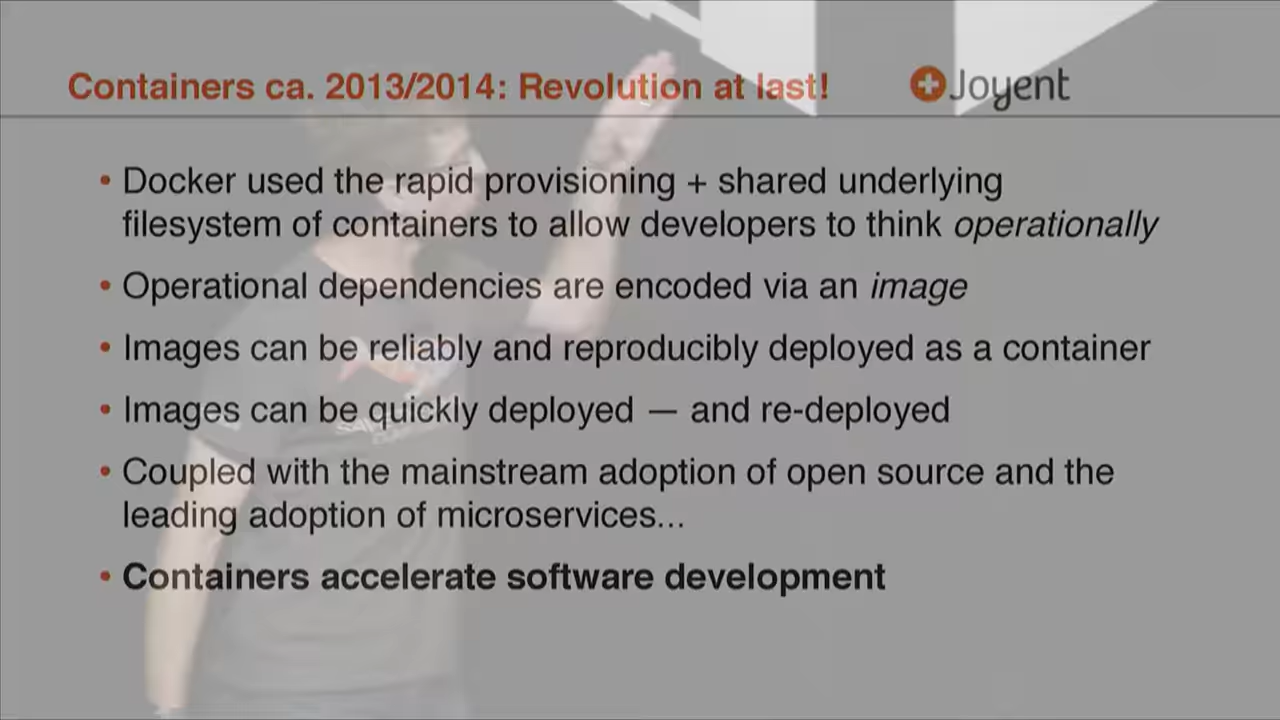 Containers ca. 2013/2014: Revolution at last!
Joyent
• Docker used the rapid provisioning + shared underlying
filesystem of containers to allow developers to think operationally
• Operational dependencies are encoded via an image
• Images can be reliably and reproducibly deployed as a container
• Images can be quickly deployed — and re-deployed
• Coupled with the mainstream adoption of open source and the
leading adoption of microservices...
• Containers accelerate software development